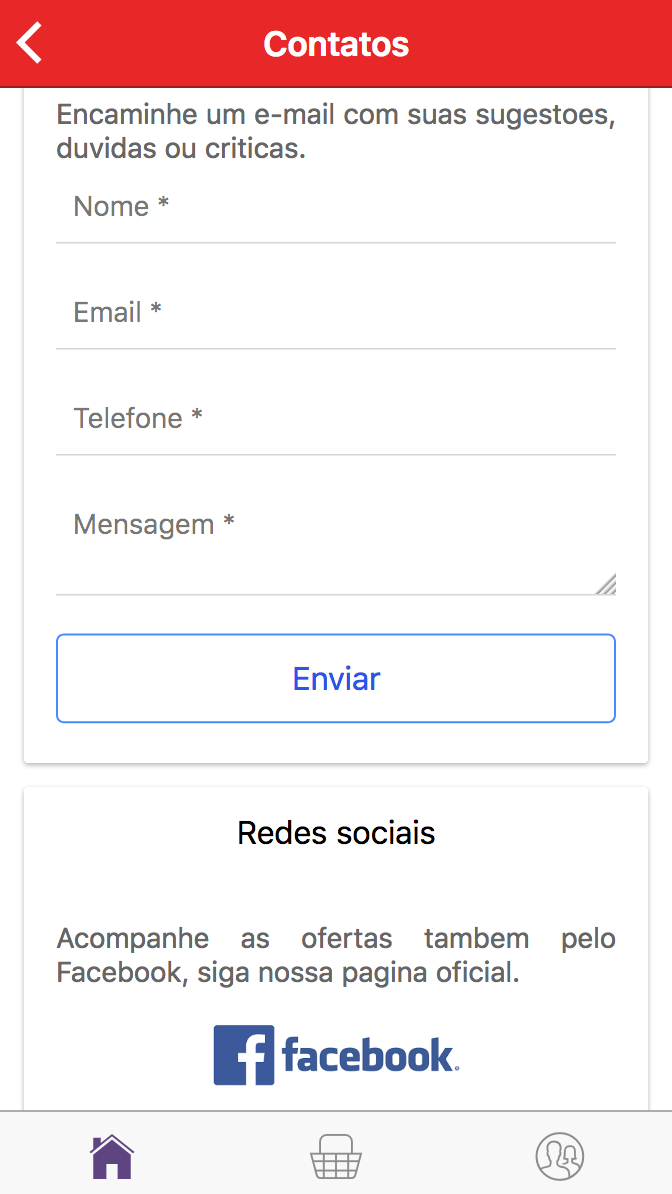 Contatos
Encaminhe um e-mail com suas sugestoes,
duvidas ou criticas.
Nome *
Email *
Telefone *
Mensagem *
Enviar
Redes sociais
Acompanhe as ofertas tambem pelo
Facebook, siga nossa pagina oficial.
facebook